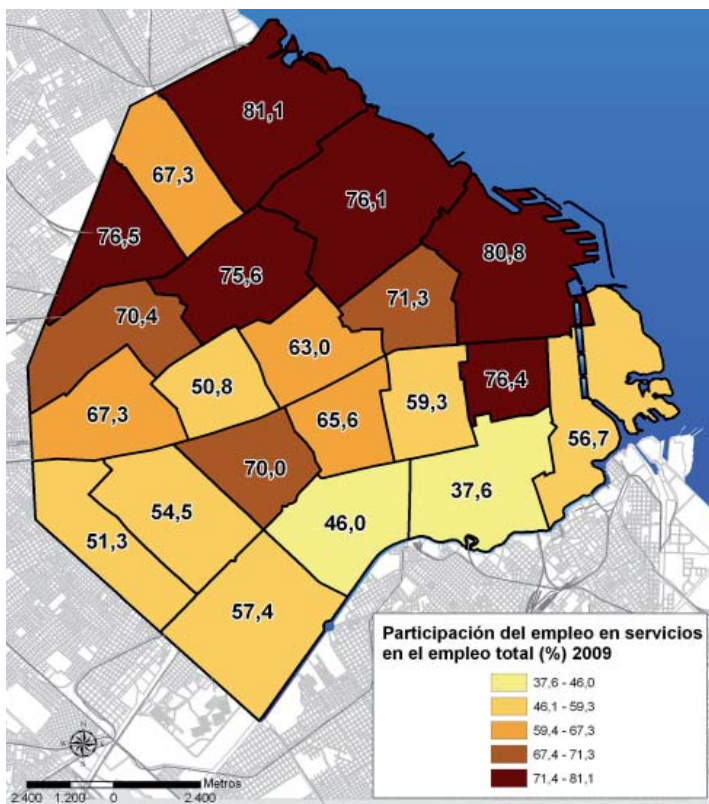 81,1
67,3
76,1
76,5
80,8
75,6
71,3
70,4
63,0
50,8
76,4
59,3
67,3
65,6
56,7
70,0
37,6
54,5
46,0
51,3
57,4
Participación del empleo en servicios
en el empleo total (%) 2009
37,6 - 46,0
46,1 - 59,3
59,4 - 67,3
67,4 - 71,3
71,4 - 81,1
N
W E
S
Metros
2.400 1.200 0 2.400